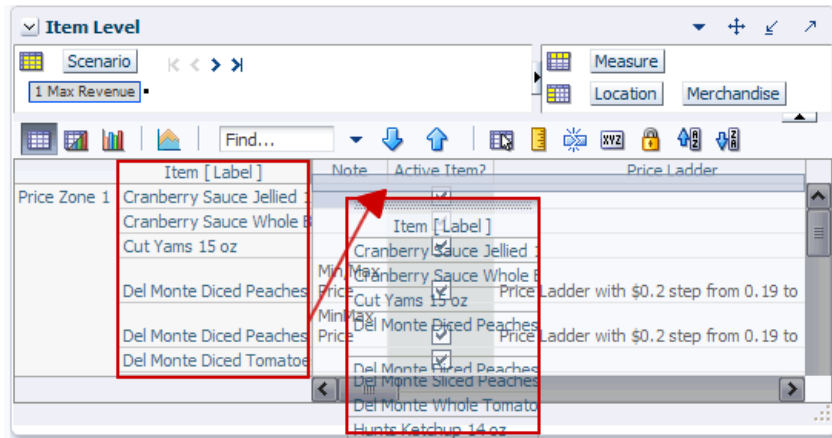 Item Level
Scenario
Measure
1 Max Revenue
Location Merchandise
Find...
XYZ
A Z
Z A
Item [ Label ] Note Active Item? Price Ladder
Price Zone 1 Cranberry Sauce Jellied 1
Cranberry Sauce Whole B
Item [ Label ]
Cut Yams 15 oz
Cranberry Sauce Jellied 1
Min/Max
Cranberry Sauce Whole B
Del Monte Diced Peaches Price Price Ladder with $0.2 step from 0.19 to
Cut Yams 15 oz
MinMax
Del Monte Diced Peaches
Del Monte Diced Peaches Price Price Ladder with $0.2 step from 0.19 to
Del Monte Diced Tomatoe
Del Monte Diced Peaches
Del Monte Sliced Peaches
Del Monte Whole Tomato
Hunts Ketchup 14 oz